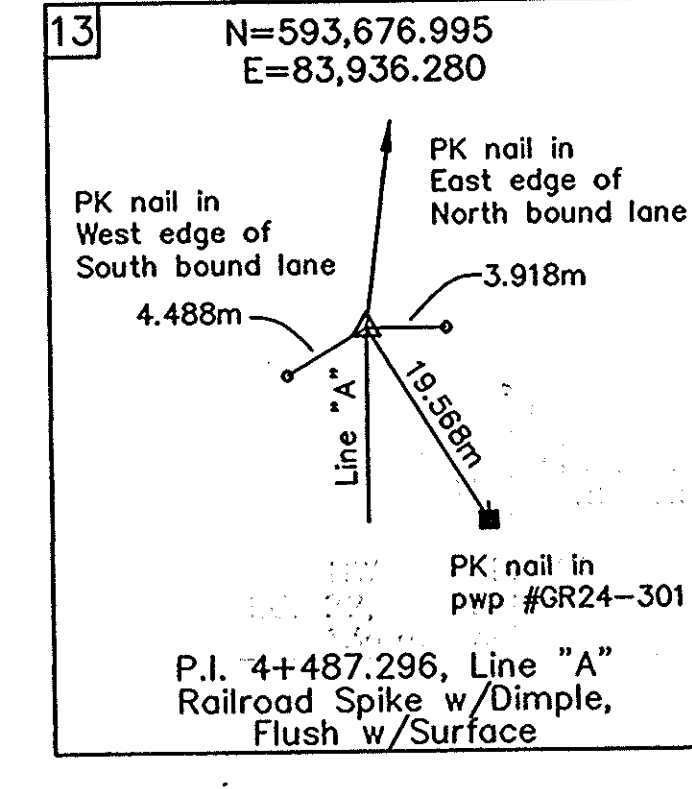 13
N=593,676.995
E=83,936.280
PK nail in
East edge of
North bound lane
PK nail in
West edge of
South bound lane
3.918m
4.488m
19.568m
Line "A"
PK nail in
pwp #GR24-301
P.I. 4+487.296, Line "A"
Railroad Spike w/Dimple,
Flush w/Surface